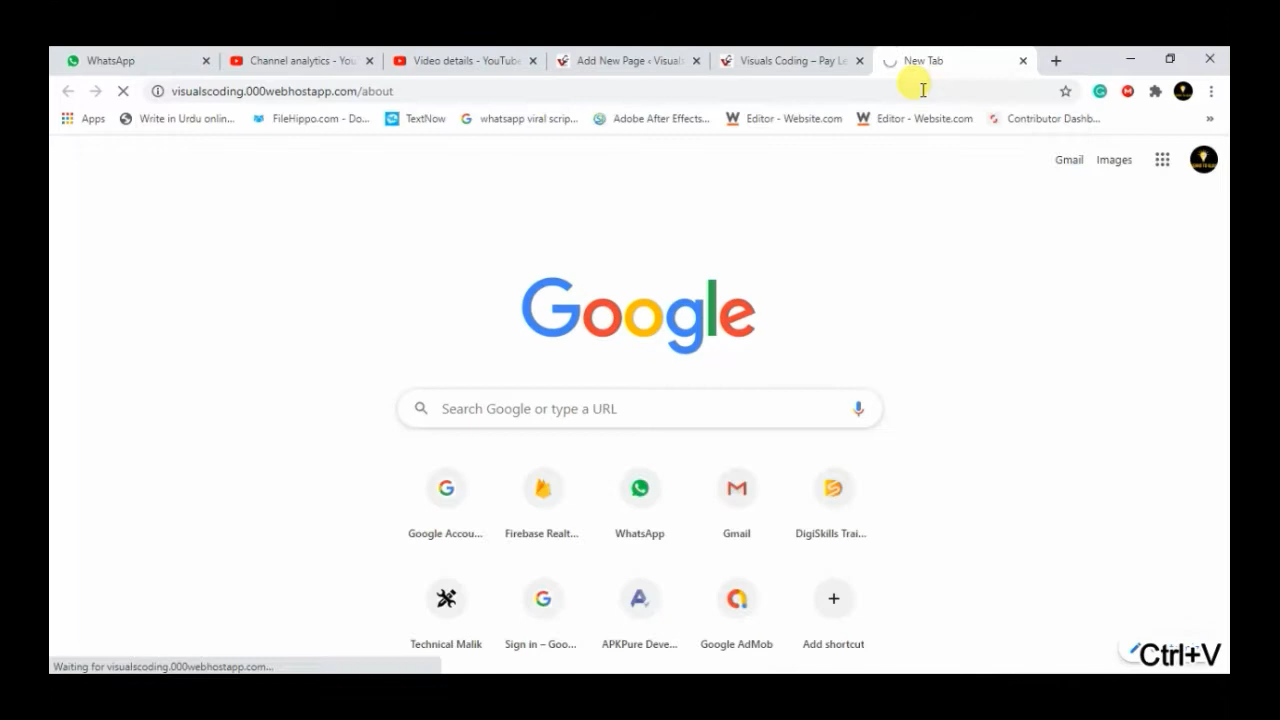 WhatsApp Channel analytics - You Video details - YouTube Add New Page ‹ Visuals Visuals Coding – Pay Le New Tab
visualscoding.000webhostapp.com/about
Apps Write in Urdu onlin... FileHippo.com - Do... TextNow whatsapp viral scrip... Adobe After Effects... Editor - Website.com Editor - Website.com Contributor Dashb...
Gmail Images
Google
Search Google or type a URL
Google Accou... Firebase Realt... WhatsApp Gmail DigiSkills Trai...
Technical Malik Sign in – Goo... APKPure Deve... Google AdMob Add shortcut
Waiting for visualscoding.000webhostapp.com...
Ctrl+V